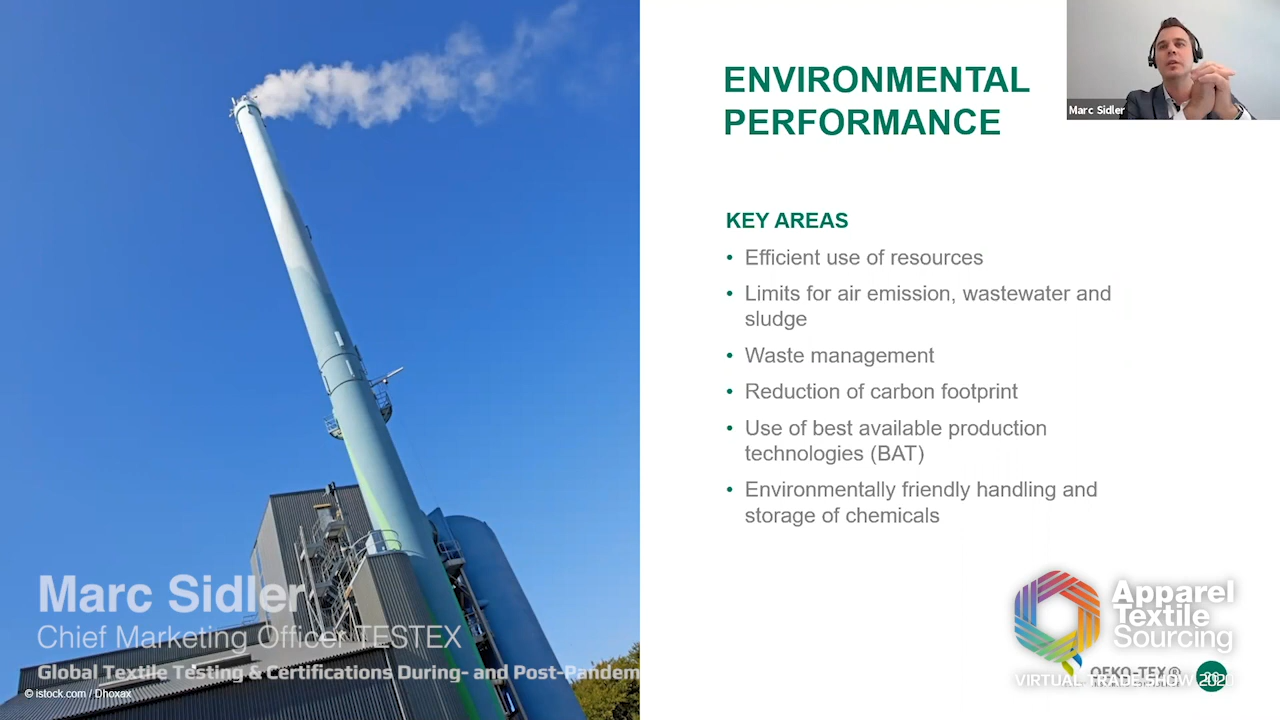 ENVIRONMENTAL
PERFORMANCE
Marc Sidler
KEY AREAS
• Efficient use of resources
• Limits for air emission, wastewater and
sludge
• Waste management
• Reduction of carbon footprint
• Use of best available production
technologies (BAT)
• Environmentally friendly handling and
storage of chemicals
Marc Sidler
Chief Marketing Officer TESTEX
Global Textile Testing & Certifications During- and Post-Pandem
© istock.com / Dhoxax
Apparel
Textile
Sourcing
OEKO-TEX®
VIRTUAL TRADE SHOW 2020